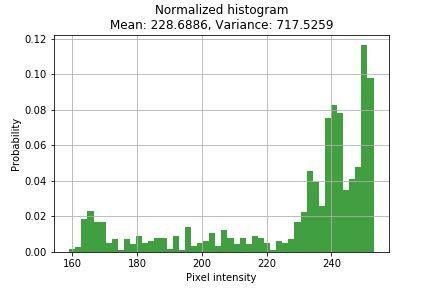 Normalized histogram
Mean: 228.6886, Variance: 717.5259
0.12
0.10
0.08
0.06
0.04
0.02
0.00
Probability
160 180 200 220 240
Pixel intensity